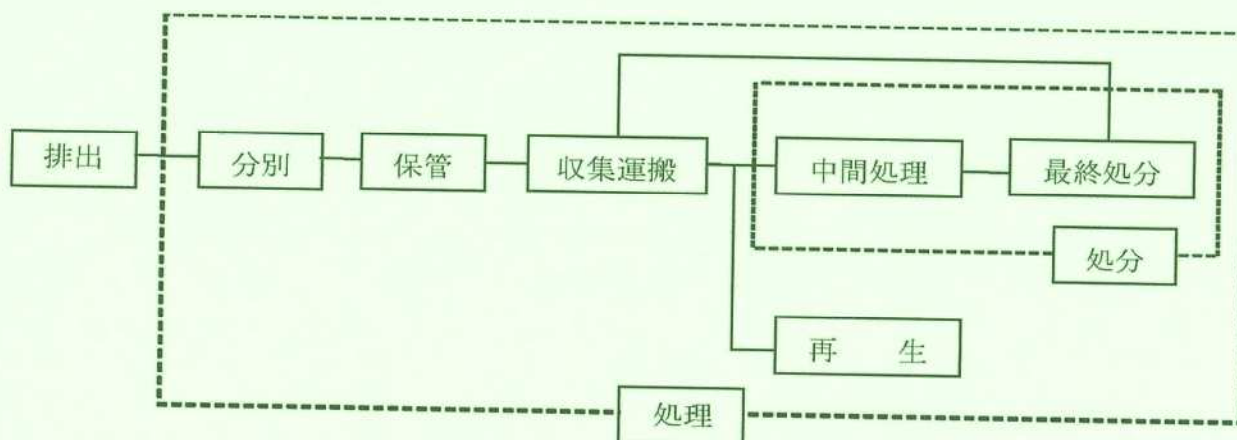 排出
分別
保管
収集運搬
中間処理
最終処分
処分
再　生
処理